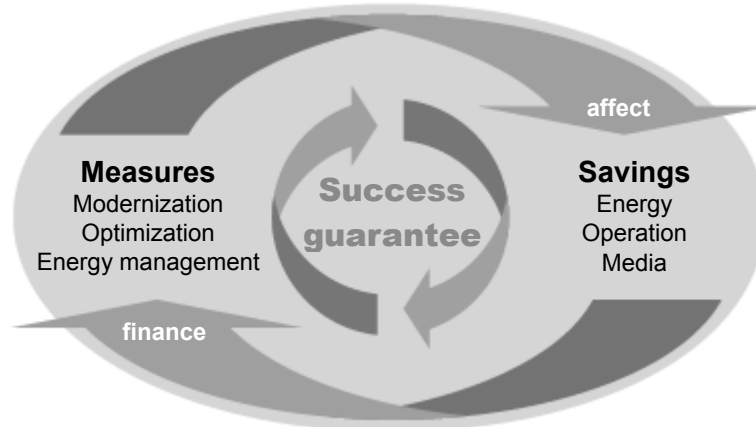 affect
Measures
Modernization
Optimization
Energy management
Success
guarantee
Savings
Energy
Operation
Media
finance